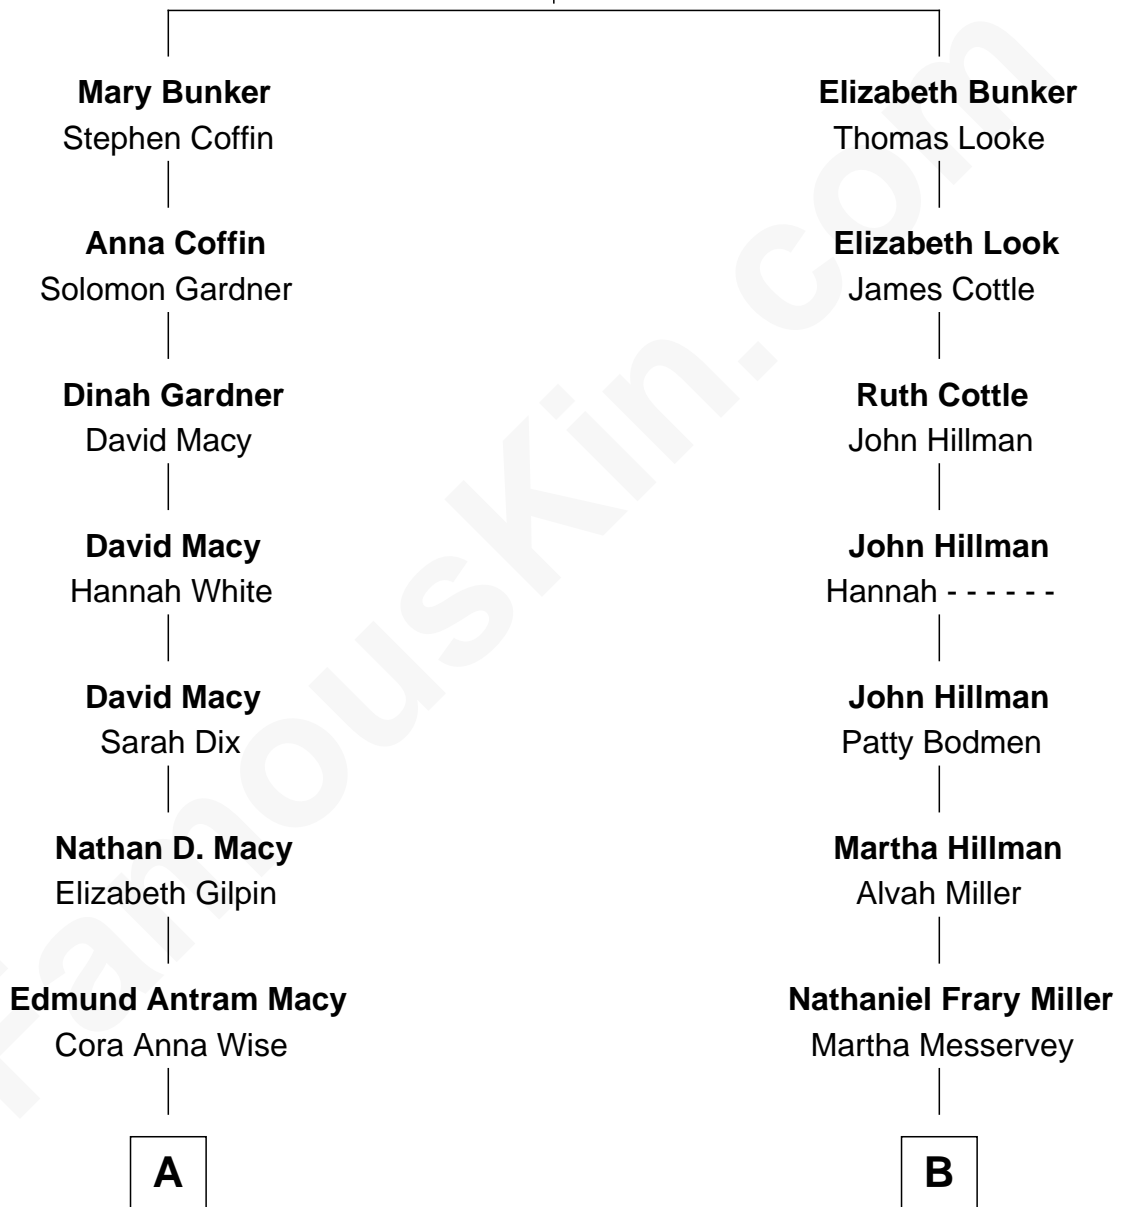 Mary Bunker
Stephen Coffin
Anna Coffin
Solomon Gardner
Dinah Gardner
David Macy
David Macy
Hannah White
David Macy
Sarah Dix
Nathan D. Macy
Elizabeth Gilpin
Edmund Antram Macy
Cora Anna Wise
A
Elizabeth Bunker
Thomas Looke
Elizabeth Look
James Cottle
Ruth Cottle
John Hillman
John Hillman
Hannah - - - - - -
John Hillman
Patty Bodmen
Martha Hillman
Alvah Miller
Nathaniel Frary Miller
Martha Messervey
B
FamousKin.com